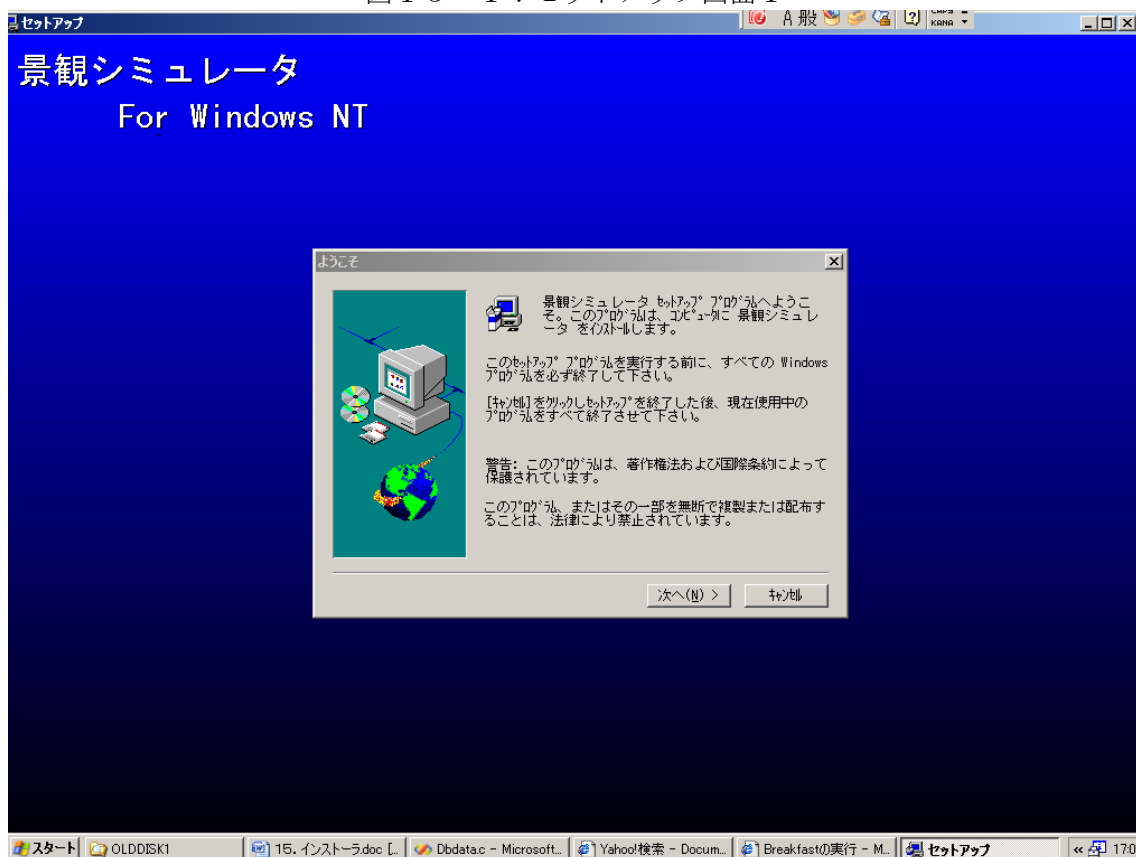 セットアップ
A 般
CAPS
KANA
景観シミュレータ
For Windows NT
ようこそ
景観シミュレータ ｾｯﾄｱｯﾌﾟ ﾌﾟﾛｸﾞﾗﾑへようこ
そ。このﾌﾟﾛｸﾞﾗﾑは、ｺﾝﾋﾟｭｰﾀに 景観シミュレ
ータ をｲﾝｽﾄｰﾙします。
このｾｯﾄｱｯﾌﾟ ﾌﾟﾛｸﾞﾗﾑを実行する前に、すべての Windows
ﾌﾟﾛｸﾞﾗﾑを必ず終了して下さい。
[ｷｬﾝｾﾙ] をｸﾘｯｸしｾｯﾄｱｯﾌﾟを終了した後、現在使用中の
ﾌﾟﾛｸﾞﾗﾑをすべて終了させて下さい。
警告: このﾌﾟﾛｸﾞﾗﾑは、著作権法および国際条約によって
保護されています。
このﾌﾟﾛｸﾞﾗﾑ、またはその一部を無断で複製または配布す
ることは、法律により禁止されています。
次へ(N) >
ｷｬﾝｾﾙ
スタート
OLDDISK1
15. インストーラ.doc [...
Dbdata.c - Microsoft...
Yahoo!検索 - Docum...
Breakfastの実行 - M...
セットアップ
« 17:0